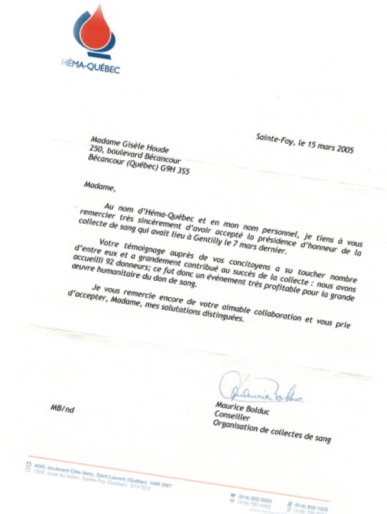 HÉMA-QUÉBEC
Sainte-Foy, le 15 mars 2005
Madame Gisèle Houde
250, boulevard Bécancour
Bécancour (Québec) G9H 3S5
Madame,
Au nom d'Héma-Québec et en mon nom personnel, je tiens à vous
remercier très sincèrement d'avoir accepté la présidence d'honneur de la
collecte de sang qui avait lieu à Gentilly le 7 mars dernier.
Votre témoignage auprès de vos concitoyens a su toucher nombre
d'entre eux et a grandement contribué au succès de la collecte : nous avons
accueilli 92 donneurs; ce fut donc un événement très profitable pour la grande
œuvre humanitaire du don de sang.
Je vous remercie encore de votre aimable collaboration et vous prie
d'accepter, Madame, mes salutations distinguées.
Maurice Bolduc
Conseiller
Organisation de collectes de sang
MB/nd